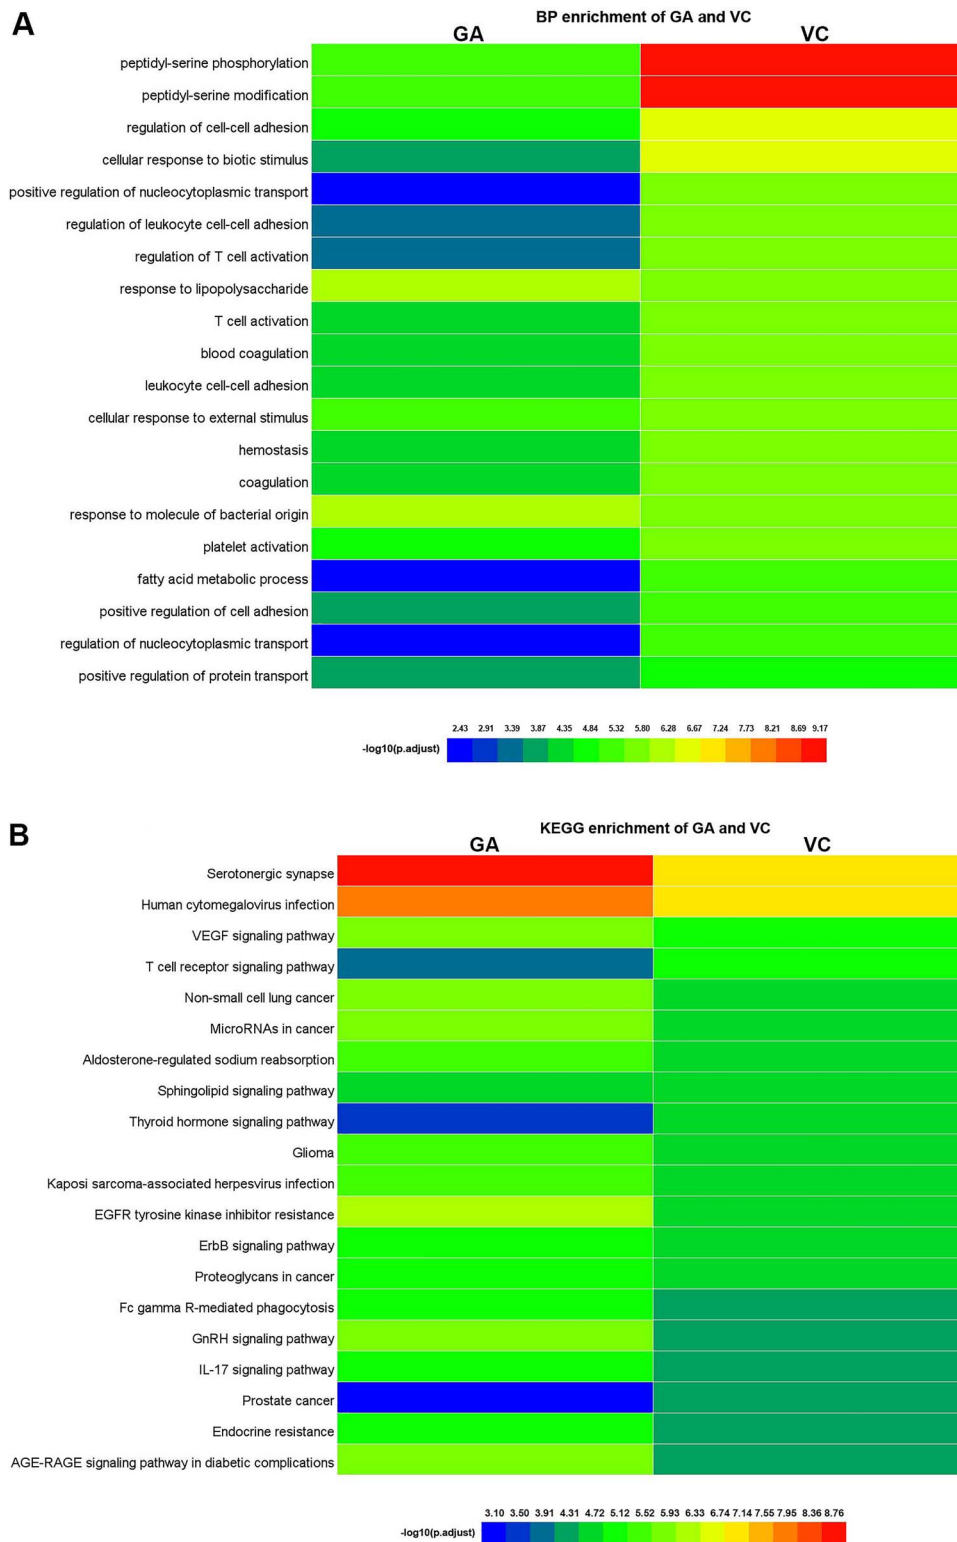 A
BP enrichment of GA and VC
GA VC
peptidyl-serine phosphorylation
peptidyl-serine modification
regulation of cell-cell adhesion
cellular response to biotic stimulus
positive regulation of nucleocytoplasmic transport
regulation of leukocyte cell-cell adhesion
regulation of T cell activation
response to lipopolysaccharide
T cell activation
blood coagulation
leukocyte cell-cell adhesion
cellular response to external stimulus
hemostasis
coagulation
response to molecule of bacterial origin
platelet activation
fatty acid metabolic process
positive regulation of cell adhesion
regulation of nucleocytoplasmic transport
positive regulation of protein transport
2.43 2.91 3.39 3.87 4.35 4.84 5.32 5.80 6.28 6.67 7.24 7.73 8.21 8.69 9.17
-log10(p.adjust)
B
KEGG enrichment of GA and VC
GA VC
Serotonergic synapse
Human cytomegalovirus infection
VEGF signaling pathway
T cell receptor signaling pathway
Non-small cell lung cancer
MicroRNAs in cancer
Aldosterone-regulated sodium reabsorption
Sphingolipid signaling pathway
Thyroid hormone signaling pathway
Glioma
Kaposi sarcoma-associated herpesvirus infection
EGFR tyrosine kinase inhibitor resistance
ErbB signaling pathway
Proteoglycans in cancer
Fc gamma R-mediated phagocytosis
GnRH signaling pathway
IL-17 signaling pathway
Prostate cancer
Endocrine resistance
AGE-RAGE signaling pathway in diabetic complications
3.10 3.50 3.91 4.31 4.72 5.12 5.52 5.93 6.33 6.74 7.14 7.55 7.95 8.36 8.76
-log10(p.adjust)